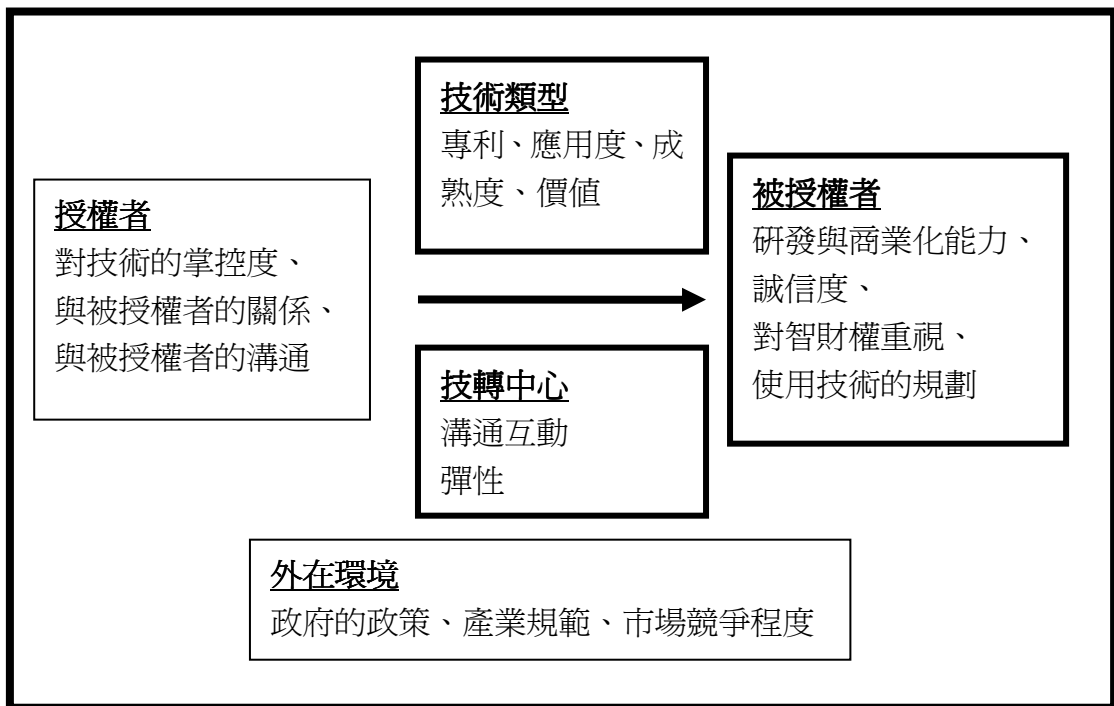 技術類型
專利、應用度、成
熟度、價值
授權者
對技術的掌控度、
與被授權者的關係、
與被授權者的溝通
被授權者
研發與商業化能力、
誠信度、
對智財權重視、
使用技術的規劃
技轉中心
溝通互動
彈性
外在環境
政府的政策、產業規範、市場競爭程度